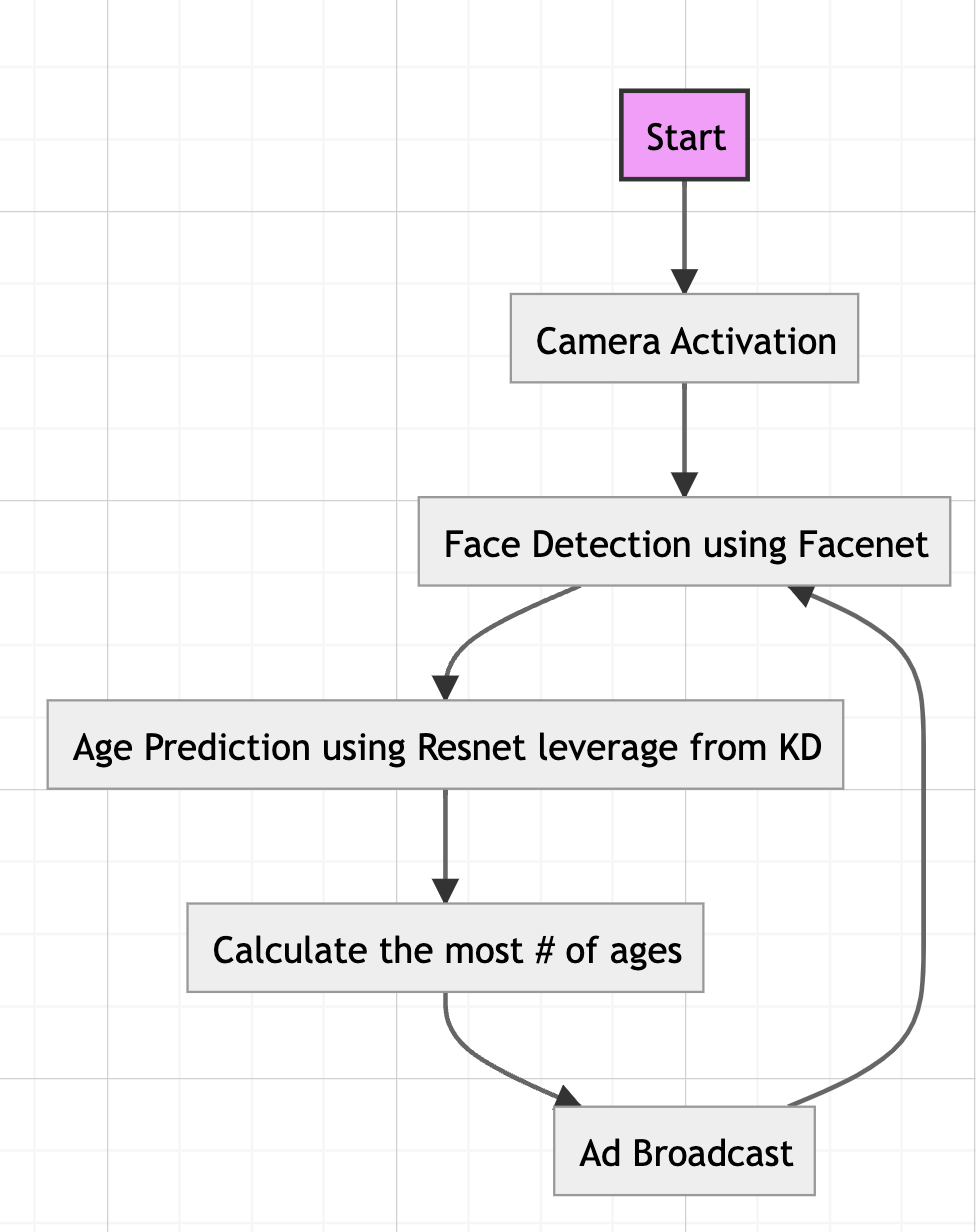 Start
Camera Activation
Face Detection using Facenet
Age Prediction using Resnet leverage from KD
Calculate the most # of ages
Ad Broadcast